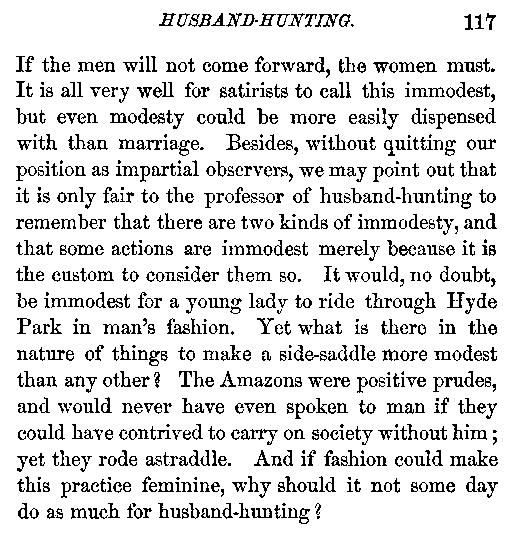 HUSBAND-HUNTING. 117
If the men will not come forward, the women must.
It is all very well for satirists to call this immodest,
but even modesty could be more easily dispensed
with than marriage. Besides, without quitting our
position as impartial observers, we may point out that
it is only fair to the professor of husband-hunting to
remember that there are two kinds of immodesty, and
that some actions are immodest merely because it is
the custom to consider them so. It would, no doubt,
be immodest for a young lady to ride through Hyde
Park in man's fashion. Yet what is there in the
nature of things to make a side-saddle more modest
than any other? The Amazons were positive prudes,
and would never have even spoken to man if they
could have contrived to carry on society without him;
yet they rode astraddle. And if fashion could make
this practice feminine, why should it not some day
do as much for husband-hunting?